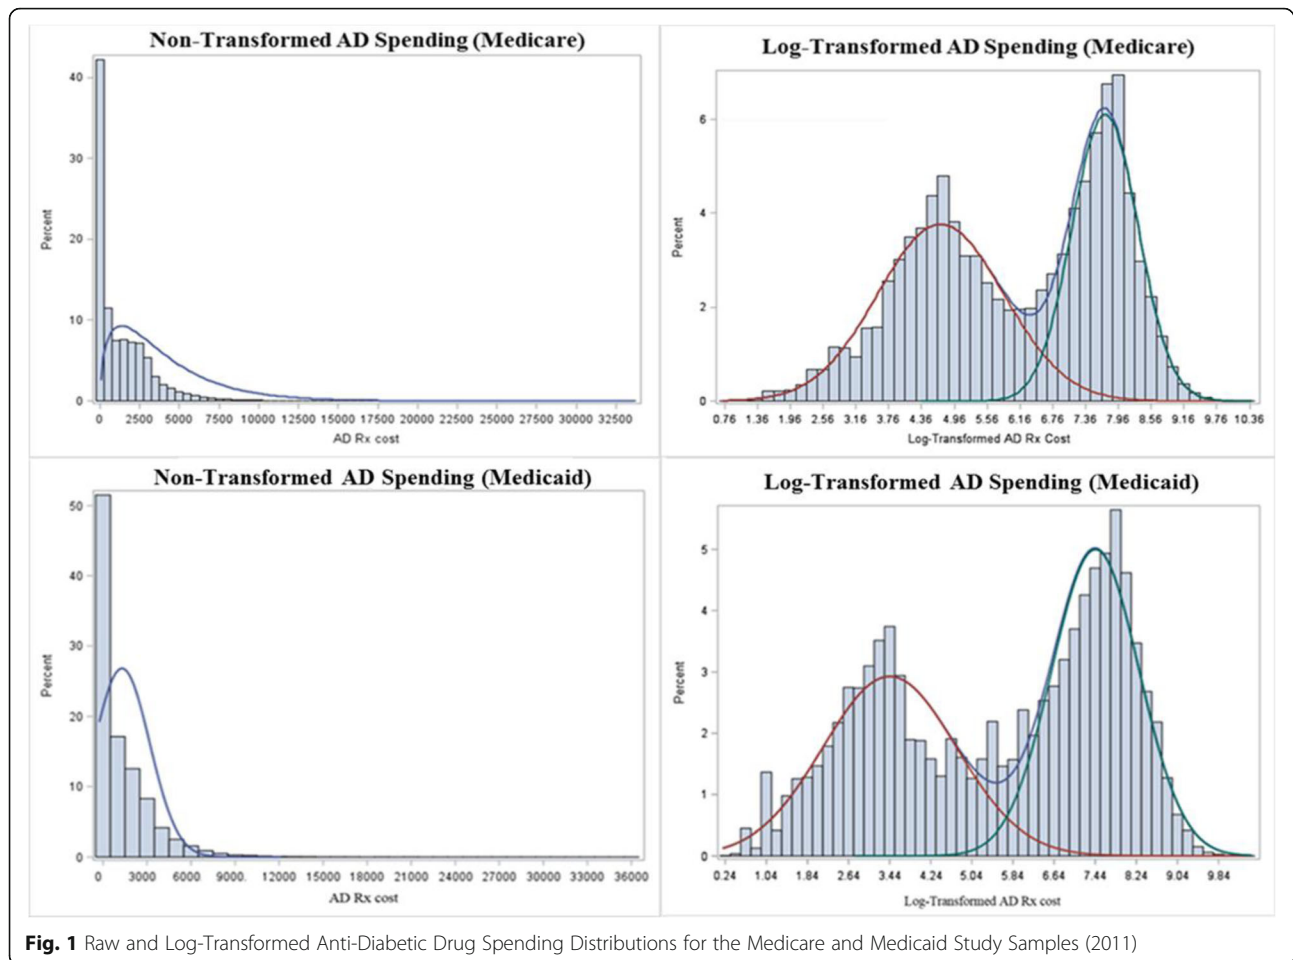 Non-Transformed AD Spending (Medicare)
40
30
20
10
0
Percent
0 2500 5000 7500 10000 12500 15000 17500 20000 22500 25000 27500 30000 32500
AD Rx cost
Log-Transformed AD Spending (Medicare)
6
4
2
0
Percent
0.76 1.36 1.96 2.56 3.16 3.76 4.36 4.96 5.56 6.16 6.76 7.36 7.96 8.56 9.16 9.76 10.36
Log-Transformed AD Rx Cost
Non-Transformed AD Spending (Medicaid)
50
40
30
20
10
0
Percent
0 3000 6000 9000 12000 15000 18000 21000 24000 27000 30000 33000 36000
AD Rx cost
Log-Transformed AD Spending (Medicaid)
5
4
3
2
1
0
Percent
0.24 1.04 1.84 2.64 3.44 4.24 5.04 5.84 6.64 7.44 8.24 9.04 9.84
Log-Transformed AD Rx cost
Fig. 1 Raw and Log-Transformed Anti-Diabetic Drug Spending Distributions for the Medicare and Medicaid Study Samples (2011)